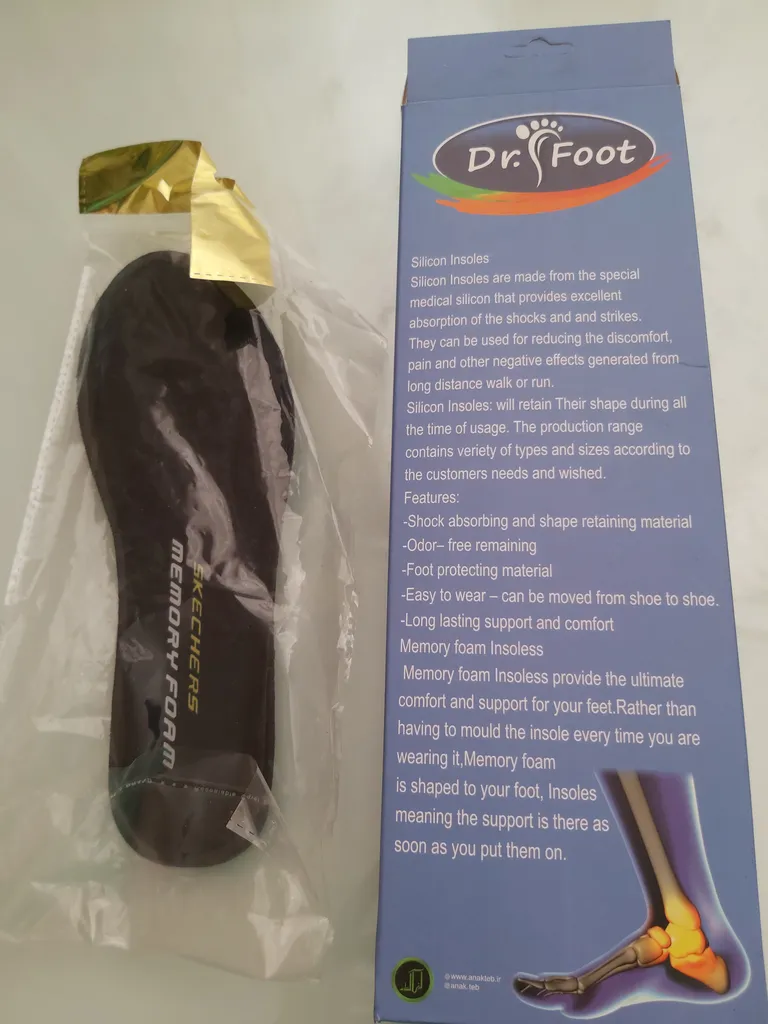 Dr. Foot
Silicon Insoles
Silicon Insoles are made from the special
medical silicon that provides excellent
absorption of the shocks and and strikes.
They can be used for reducing the discomfort,
pain and other negative effects generated from
long distance walk or run.
Silicon Insoles: will retain Their shape during all
the time of usage. The production range
contains veriety of types and sizes according to
the customers needs and wished.
Features:
-Shock absorbing and shape retaining material
-Odor– free remaining
-Foot protecting material
-Easy to wear – can be moved from shoe to shoe.
-Long lasting support and comfort
Memory foam Insoless
Memory foam Insoless provide the ultimate
comfort and support for your feet.Rather than
having to mould the insole every time you are
wearing it,Memory foam
is shaped to your foot, Insoles
meaning the support is there as
soon as you put them on.
www.anakteb.ir
anak.teb
SKECHERS
MEMORY FOAM